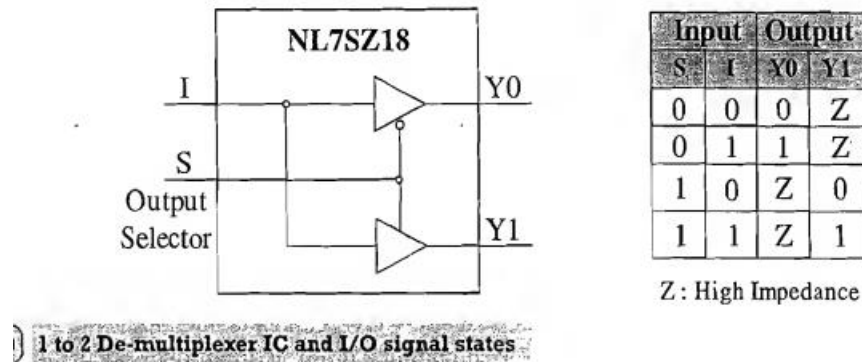 NL7SZ18
I
Y0
S
Output
Selector
Y1
Input Output
S I Y0 Y1
0 0 0 Z
0 1 1 Z
1 0 Z 0
1 1 Z 1
Z : High Impedance
1 to 2 De-multiplexer IC and I/O signal states